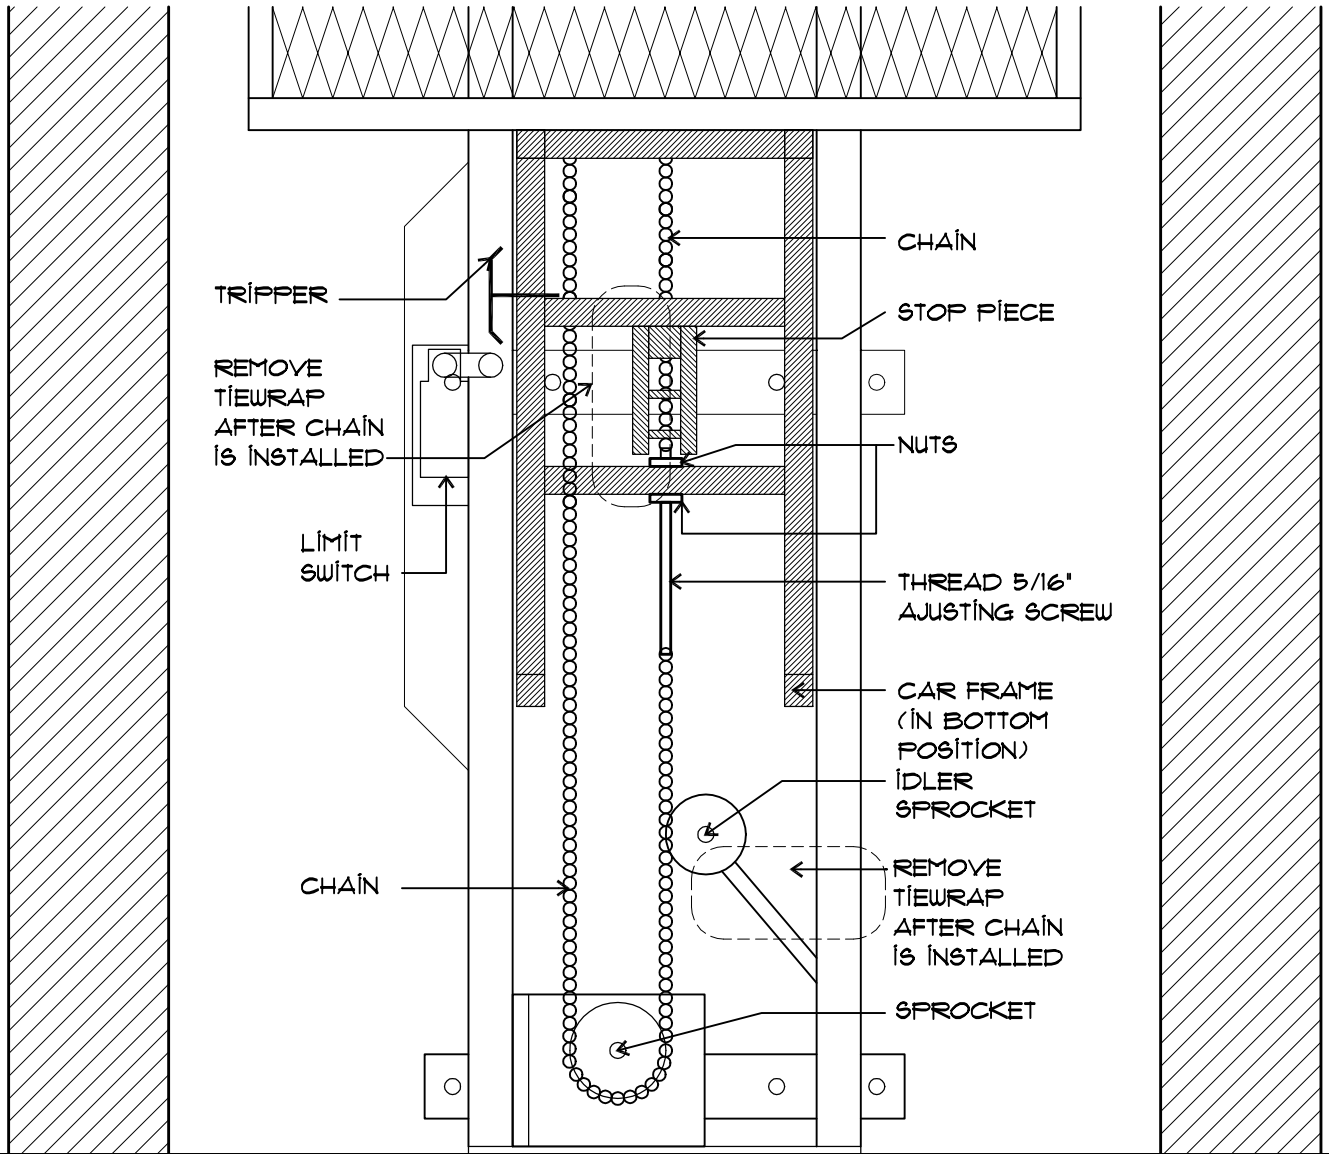 TRIPPER
REMOVE
TIEWRAP
AFTER CHAIN
IS INSTALLED
LIMIT
SWITCH
CHAIN
CHAIN
STOP PIECE
NUTS
THREAD 5/16"
AJUSTING SCREW
CAR FRAME
(IN BOTTOM
POSITION)
IDLER
SPROCKET
REMOVE
TIEWRAP
AFTER CHAIN
IS INSTALLED
SPROCKET